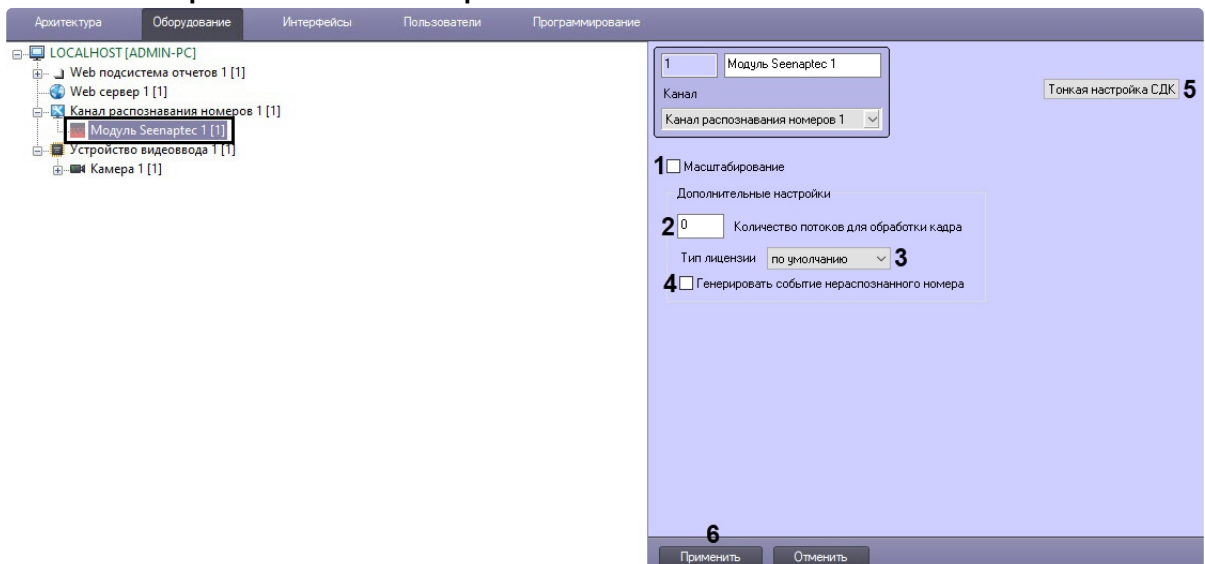 Архитектура Оборудование Интерфейсы Пользователи Программирование
LOCALHOST [ADMIN-PC]
Web подсистема отчетов 1 [1]
Web сервер 1 [1]
Канал распознавания номеров 1 [1]
Модуль Seenaptec 1 [1]
Устройство видеоввода 1 [1]
Камера 1 [1]
1 Модуль Seenaptec 1
Канал
Канал распознавания номеров 1
Тонкая настройка СДК 5
1 Масштабирование
Дополнительные настройки
2 0 Количество потоков для обработки кадра
Тип лицензии по умолчанию 3
4 Генерировать событие нераспознанного номера
6
Применить Отменить